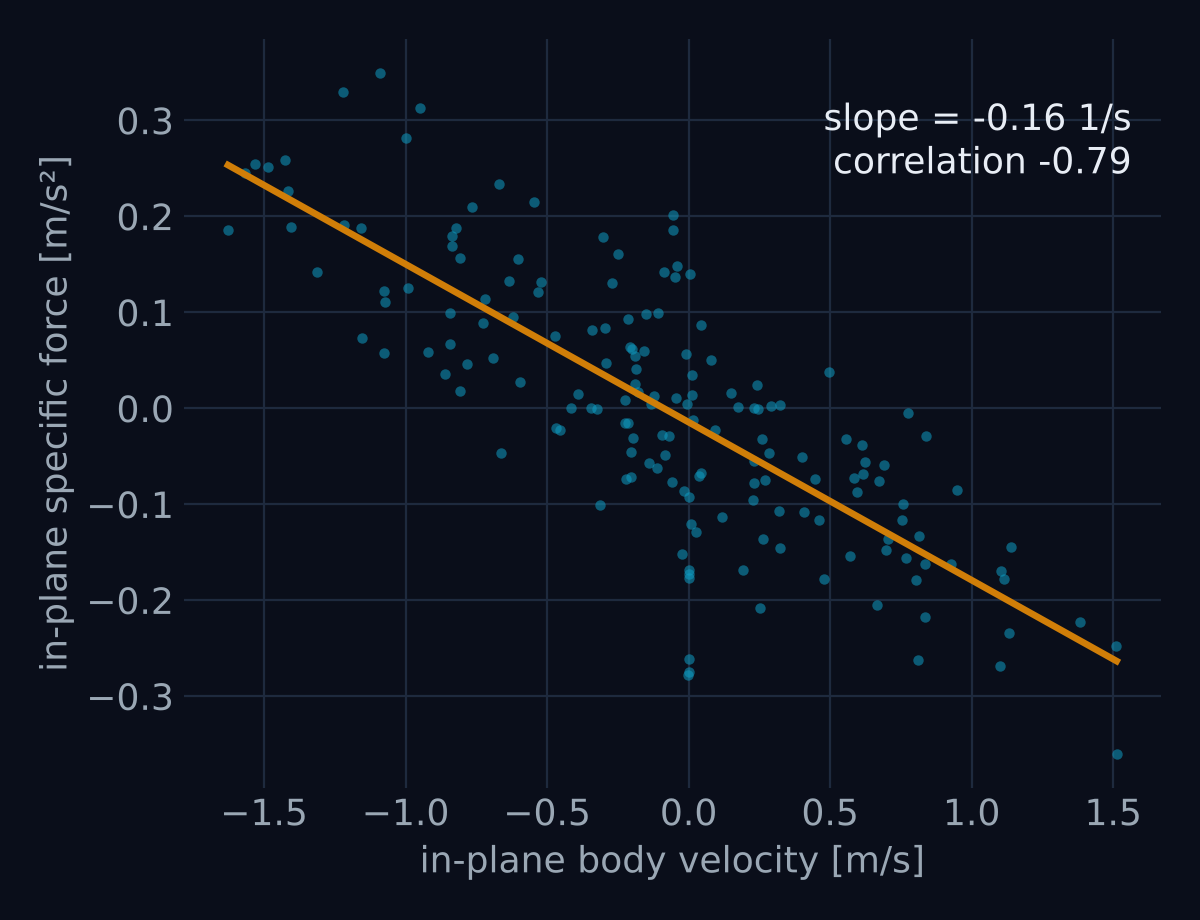 slope = -0.16 1/s
correlation -0.79
in-plane specific force [m/s²]
0.3
0.2
0.1
0.0
−0.1
−0.2
−0.3
−1.5 −1.0 −0.5 0.0 0.5 1.0 1.5
in-plane body velocity [m/s]